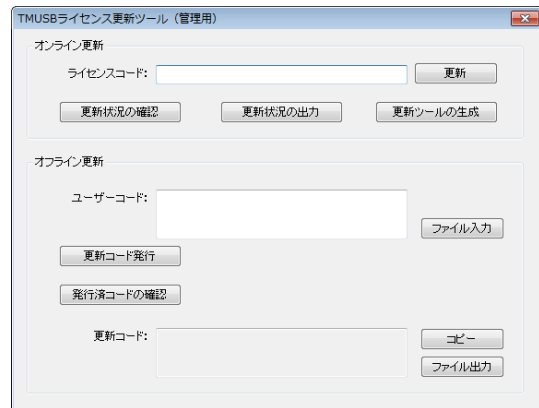 TMUSBライセンス更新ツール（管理用）
オンライン更新
ライセンスコード:
更新
更新状況の確認
更新状況の出力
更新ツールの生成
オフライン更新
ユーザーコード:
ファイル入力
更新コード発行
発行済コードの確認
更新コード:
コピー
ファイル出力